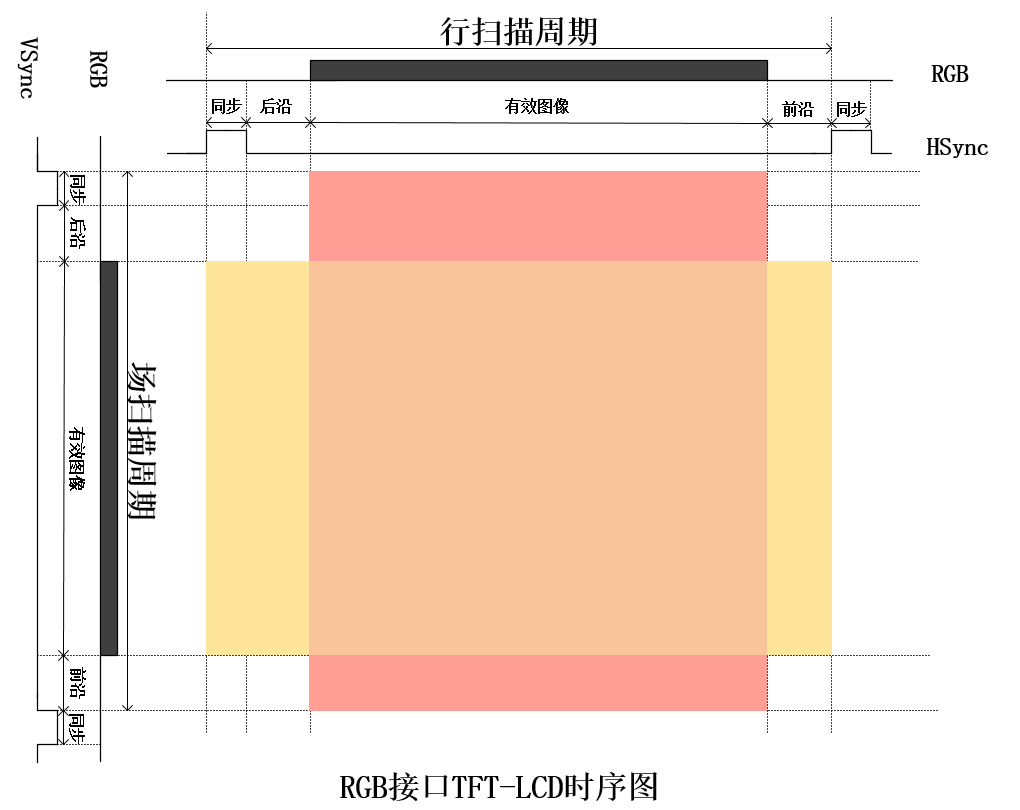 行扫描周期
RGB
同步
后沿
有效图像
前沿
同步
HSync
VSync
RGB
同步
后沿
有效图像
前沿
同步
场扫描周期
RGB接口TFT-LCD时序图